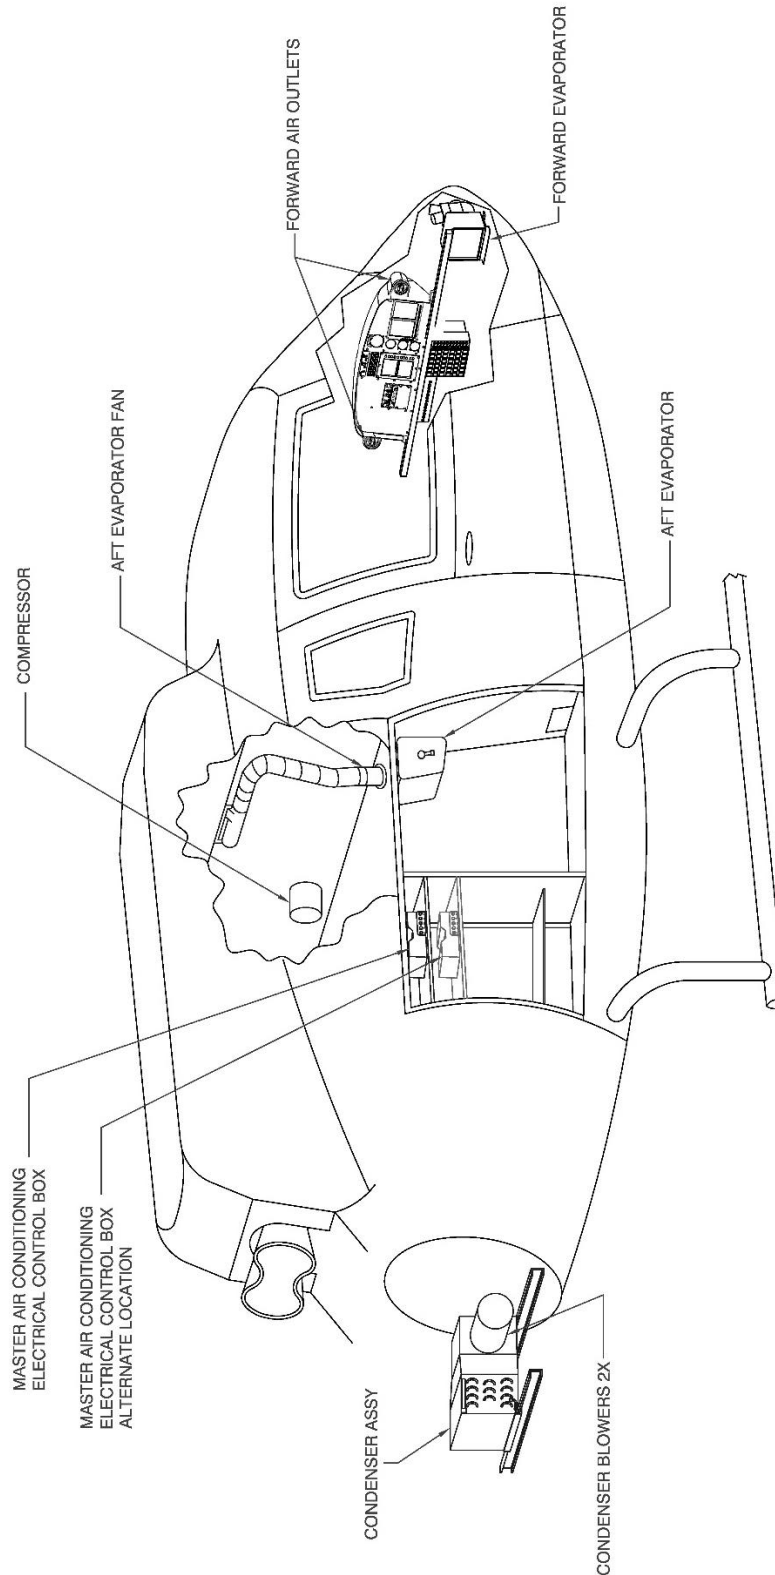 MASTER AIR CONDITIONING
ELECTRICAL CONTROL BOX
MASTER AIR CONDITIONING
ELECTRICAL CONTROL BOX
ALTERNATE LOCATION
COMPRESSOR
AFT EVAPORATOR FAN
FORWARD AIR OUTLETS
CONDENSER ASSY
CONDENSER BLOWERS 2X
AFT EVAPORATOR
FORWARD EVAPORATOR